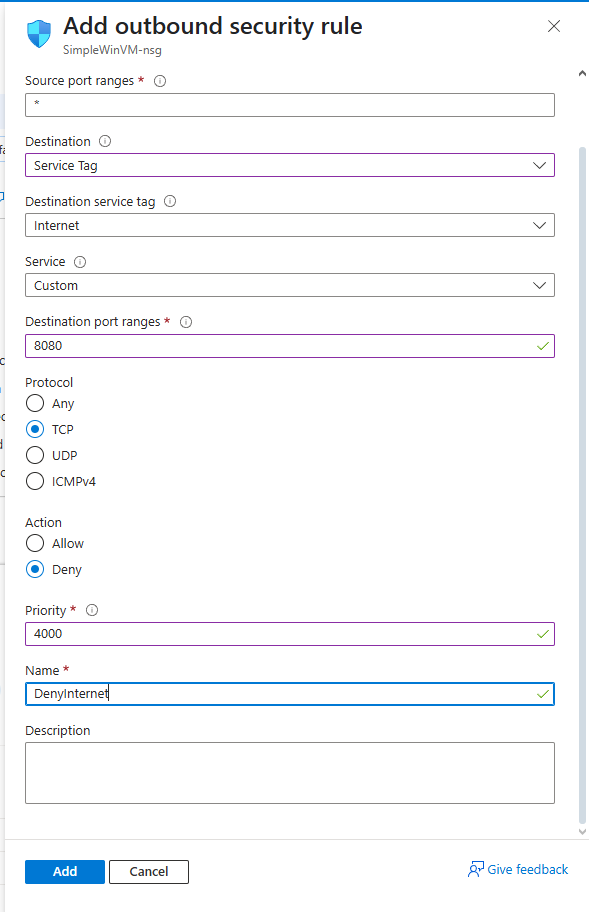 Add outbound security rule
SimpleWinVM-nsg
Source port ranges *
*
Destination
Service Tag
Destination service tag
Internet
Service
Custom
Destination port ranges *
8080
Protocol
Any
TCP
UDP
ICMPv4
Action
Allow
Deny
Priority *
4000
Name *
DenyInternet
Description
Add
Cancel
Give feedback